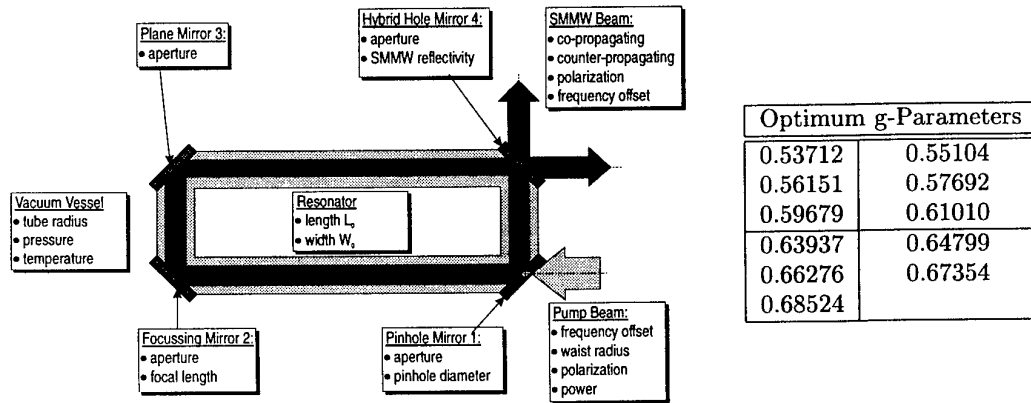 Plane Mirror 3:
• aperture
Hybrid Hole Mirror 4:
• aperture
• SMMW reflectivity
SMMW Beam:
• co-propagating
• counter-propagating
• polarization
• frequency offset
Vacuum Vessel
• tube radius
• pressure
• temperature
Resonator
• length L₀
• width W₀
Focussing Mirror 2:
• aperture
• focal length
Pinhole Mirror 1:
• aperture
• pinhole diameter
Pump Beam:
• frequency offset
• waist radius
• polarization
• power
Optimum g-Parameters
0.53712 0.55104
0.56151 0.57692
0.59679 0.61010
0.63937 0.64799
0.66276 0.67354
0.68524